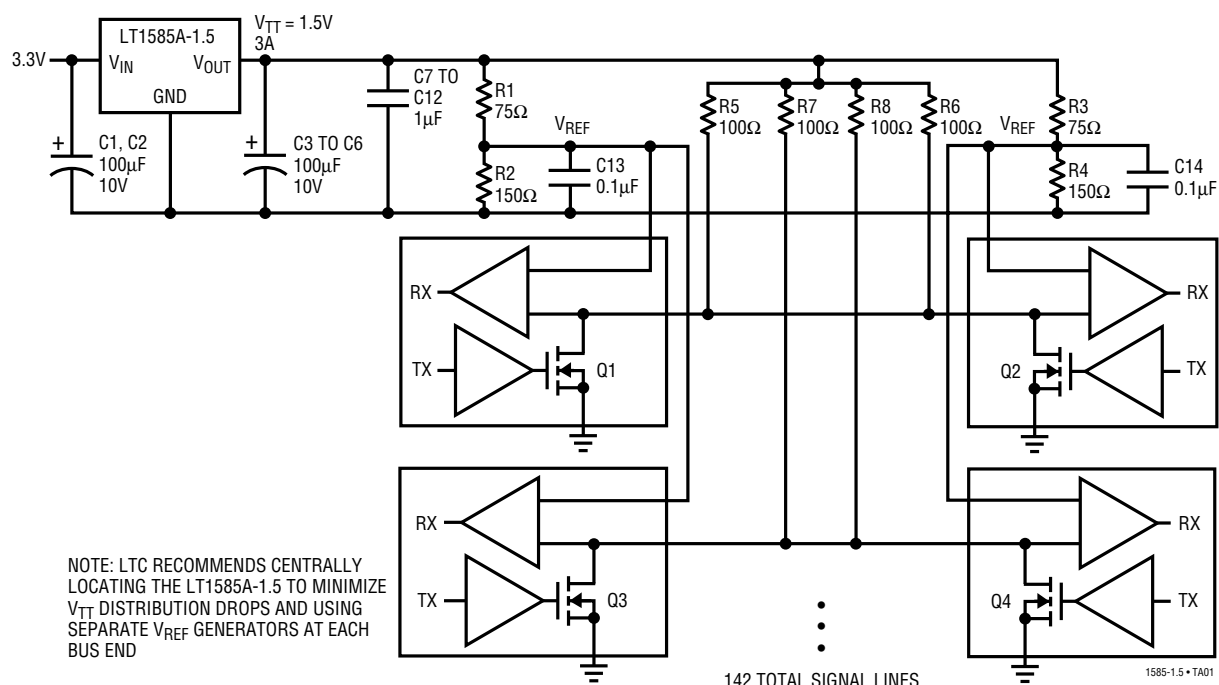 LT1585A-1.5
VTT = 1.5V
3A
3.3V
VIN
VOUT
GND
+
C1, C2
100µF
10V
+
C3 TO C6
100µF
10V
C7 TO
C12
1µF
R1
75Ω
VREF
R2
150Ω
C13
0.1µF
R5
100Ω
R7
100Ω
R8
100Ω
R6
100Ω
R3
75Ω
VREF
R4
150Ω
C14
0.1µF
RX
TX
Q1
RX
Q2
TX
RX
TX
Q3
RX
Q4
TX
NOTE: LTC RECOMMENDS CENTRALLY
LOCATING THE LT1585A-1.5 TO MINIMIZE
VTT DISTRIBUTION DROPS AND USING
SEPARATE VREF GENERATORS AT EACH
BUS END
142 TOTAL SIGNAL LINES
1585-1.5 • TA01